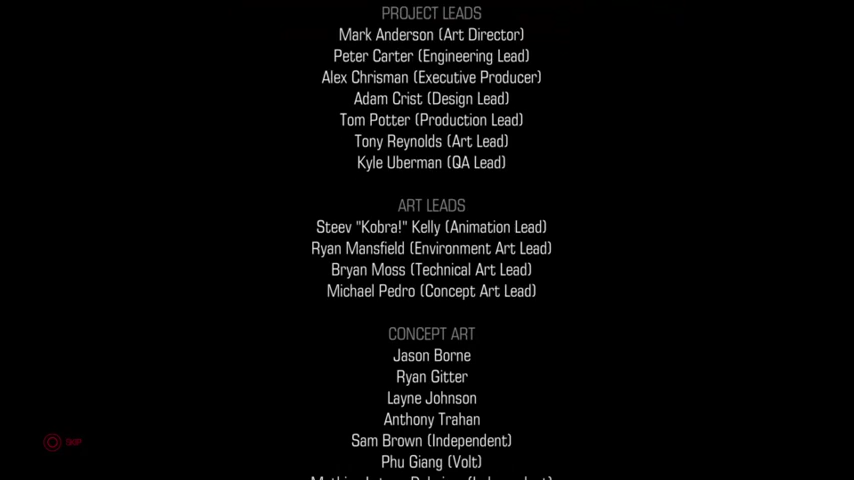 PROJECT LEADS
Mark Anderson (Art Director)
Peter Carter (Engineering Lead)
Alex Chrisman (Executive Producer)
Adam Crist (Design Lead)
Tom Potter (Production Lead)
Tony Reynolds (Art Lead)
Kyle Uberman (QA Lead)
ART LEADS
Steev "Kobra!" Kelly (Animation Lead)
Ryan Mansfield (Environment Art Lead)
Bryan Moss (Technical Art Lead)
Michael Pedro (Concept Art Lead)
CONCEPT ART
Jason Borne
Ryan Gitter
Layne Johnson
Anthony Trahan
Sam Brown (Independent)
Phu Giang (Volt)